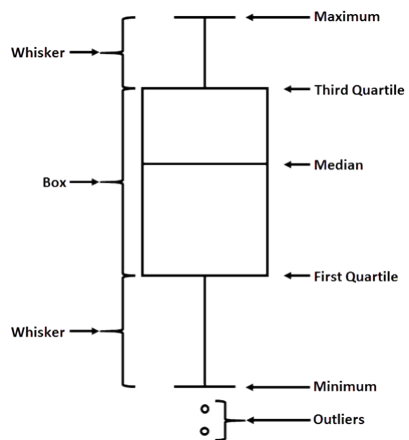 Maximum
Whisker
Third Quartile
Median
Box
First Quartile
Whisker
Minimum
Outliers